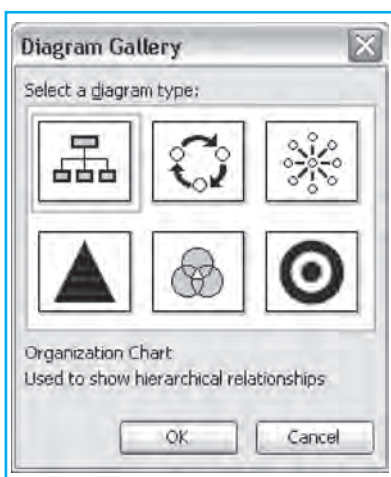 Diagram Gallery
Select a diagram type:
Organization Chart
Used to show hierarchical relationships
OK
Cancel